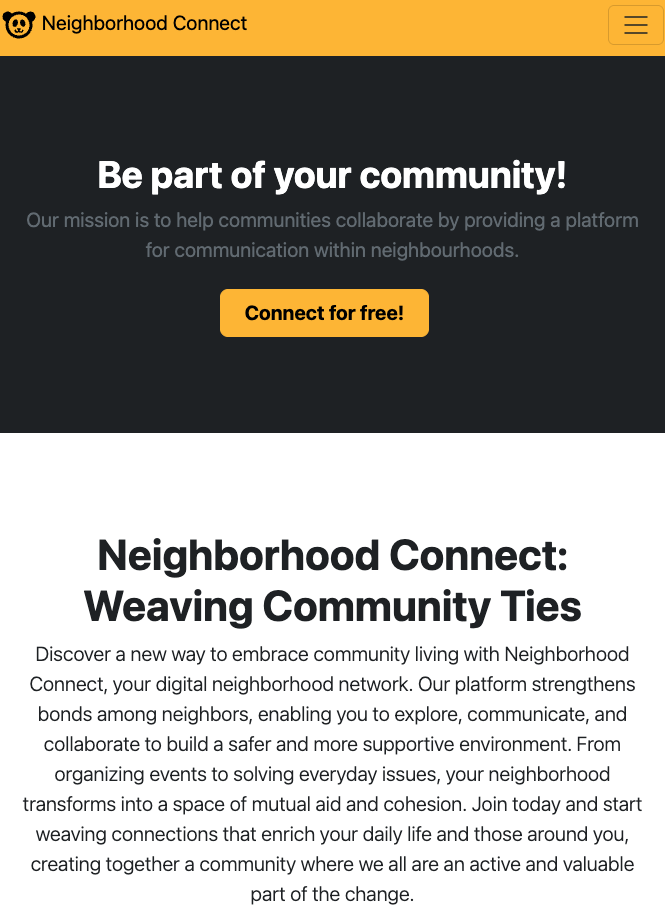 Neighborhood Connect
Be part of your community!
Our mission is to help communities collaborate by providing a platform
for communication within neighbourhoods.
Connect for free!
Neighborhood Connect:
Weaving Community Ties
Discover a new way to embrace community living with Neighborhood
Connect, your digital neighborhood network. Our platform strengthens
bonds among neighbors, enabling you to explore, communicate, and
collaborate to build a safer and more supportive environment. From
organizing events to solving everyday issues, your neighborhood
transforms into a space of mutual aid and cohesion. Join today and start
weaving connections that enrich your daily life and those around you,
creating together a community where we all are an active and valuable
part of the change.